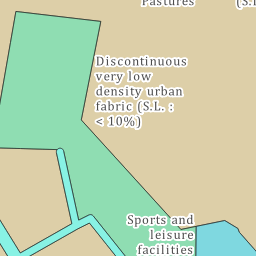 Pastures
Discontinuous
very low
density urban
fabric (S.L. :
< 10%)
Sports and
leisure
facilities